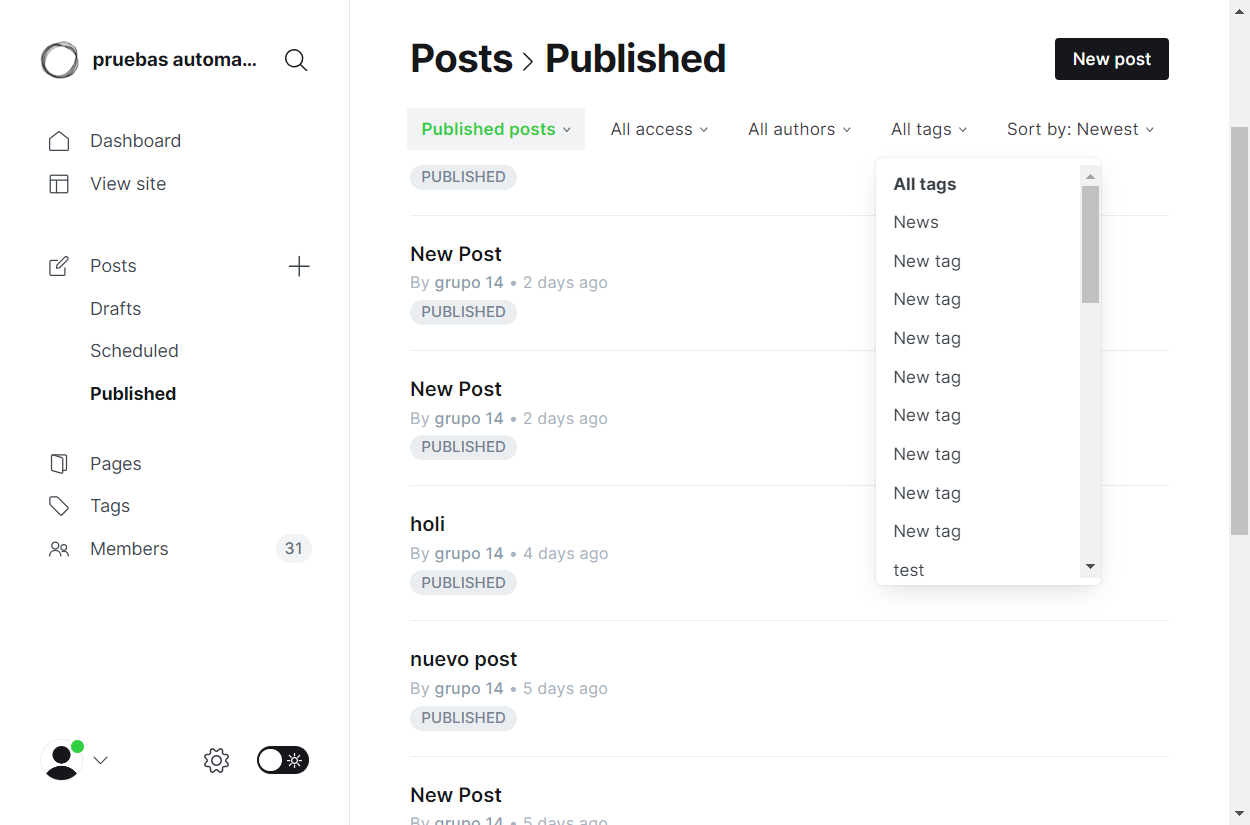 pruebas automa...
Dashboard
View site
Posts
Drafts
Scheduled
Published
Pages
Tags
Members
31
Posts
Published
New post
Published posts
All access
All authors
All tags
Sort by: Newest
PUBLISHED
New Post
By grupo 14 • 2 days ago
PUBLISHED
New Post
By grupo 14 • 2 days ago
PUBLISHED
holi
By grupo 14 • 4 days ago
PUBLISHED
nuevo post
By grupo 14 • 5 days ago
PUBLISHED
New Post
By grupo 14 • 5 days ago
All tags
News
New tag
New tag
New tag
New tag
New tag
New tag
New tag
New tag
test